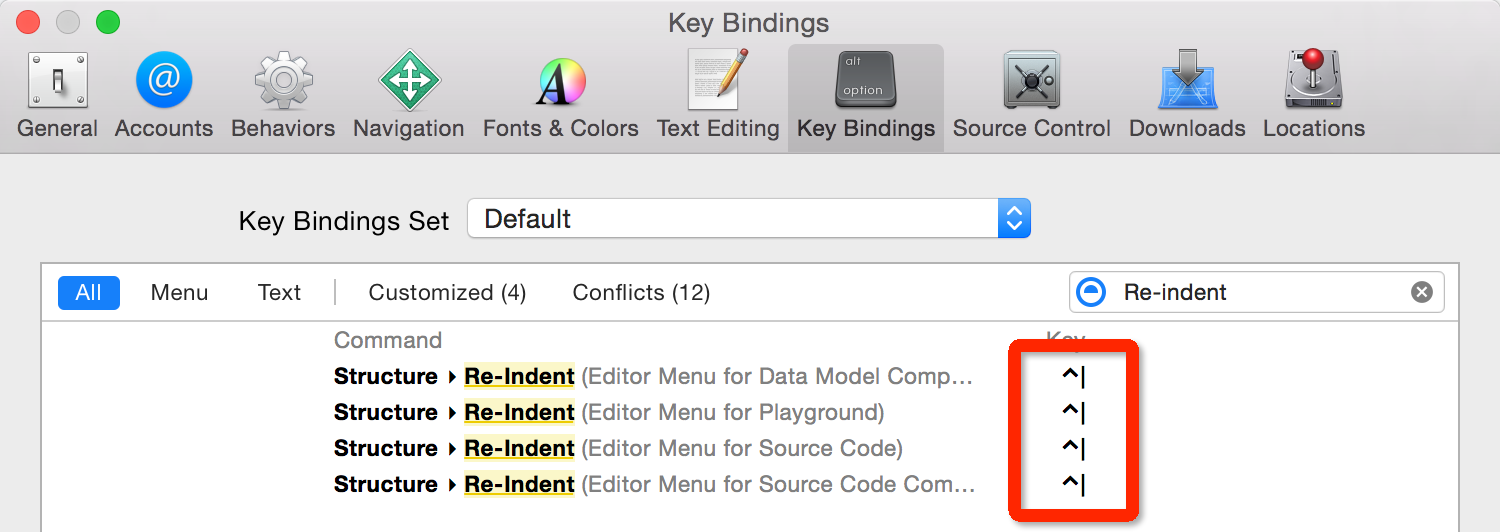 Key Bindings
alt
option
General Accounts Behaviors Navigation Fonts & Colors Text Editing Key Bindings Source Control Downloads Locations
Key Bindings Set Default
All Menu Text Customized (4) Conflicts (12) Re-indent
Command Key
Structure ▸ Re-Indent (Editor Menu for Data Model Comp... ^|
Structure ▸ Re-Indent (Editor Menu for Playground) ^|
Structure ▸ Re-Indent (Editor Menu for Source Code) ^|
Structure ▸ Re-Indent (Editor Menu for Source Code Com... ^|